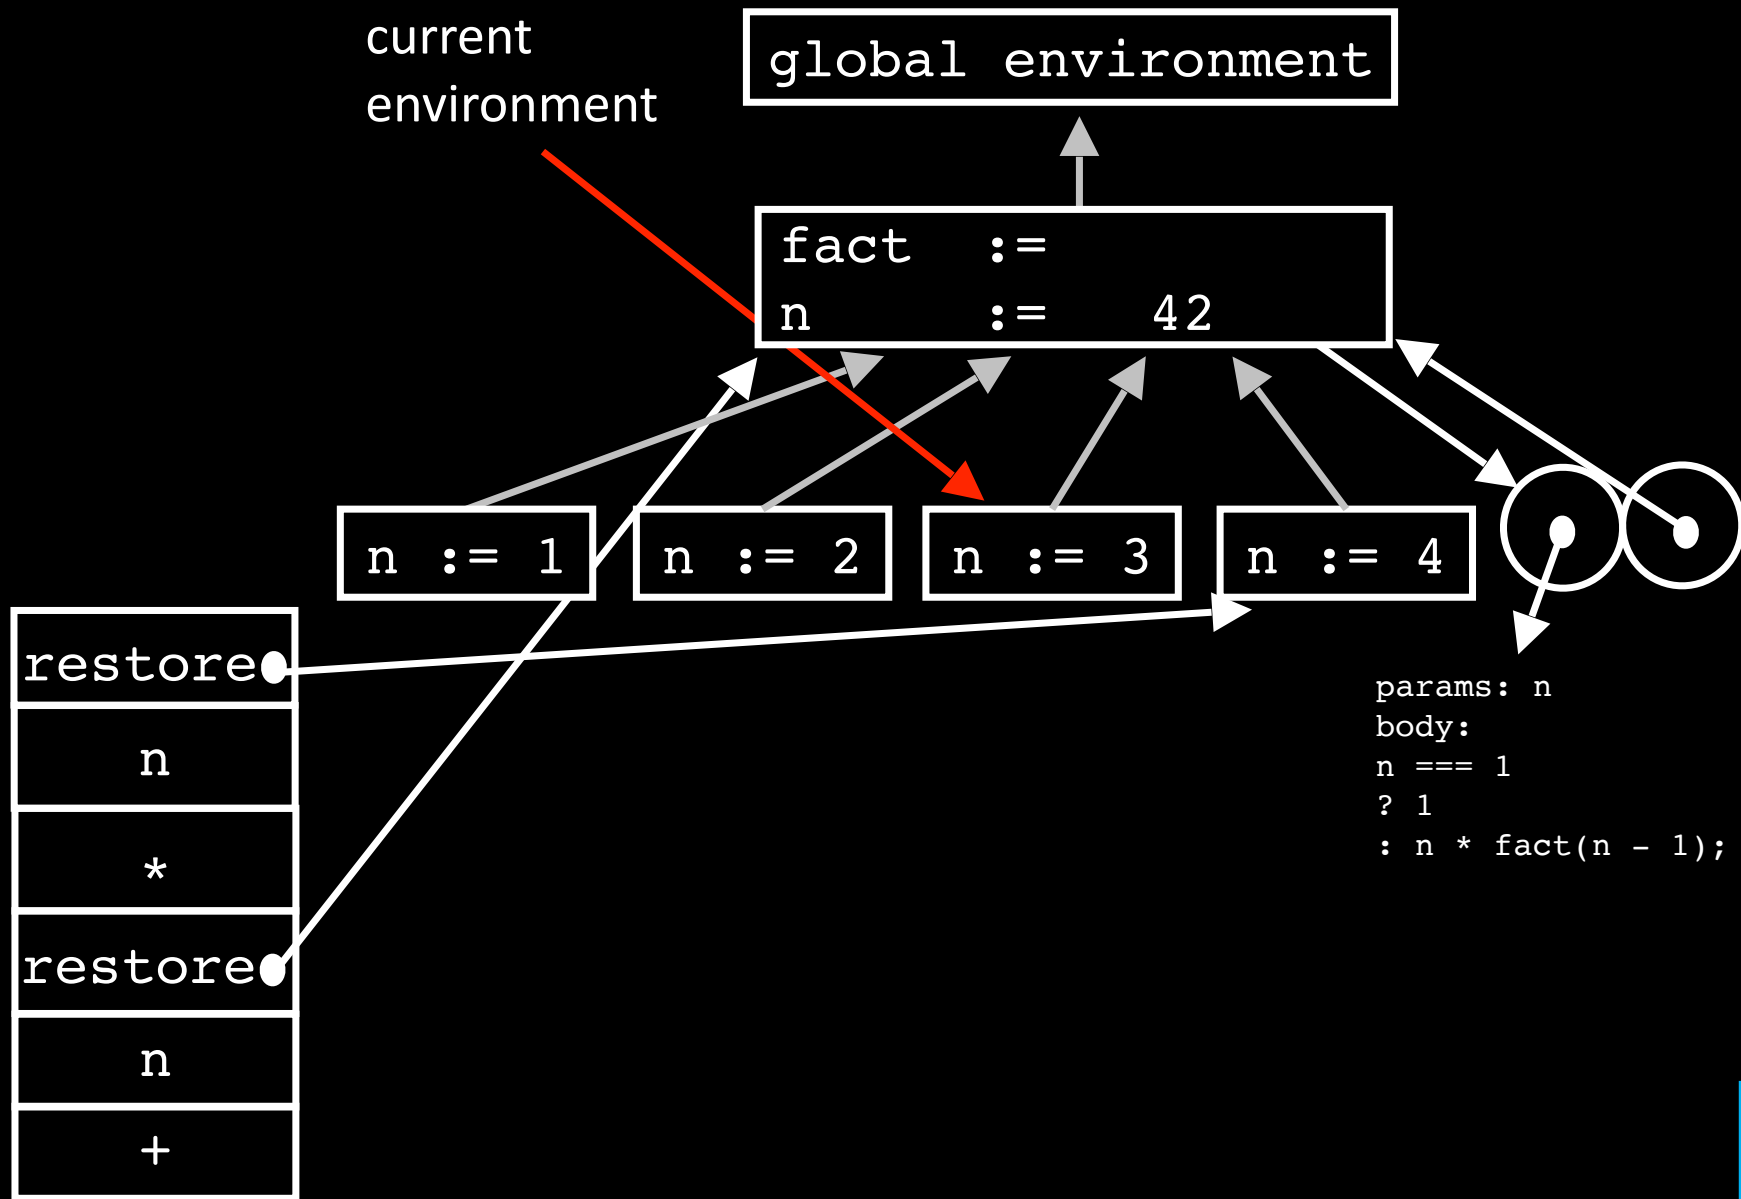 current
environment
global environment
fact :=
n := 42
n := 1
n := 2
n := 3
n := 4
restore
n
*
restore
n
+
params: n
body:
n === 1
? 1
: n * fact(n - 1);